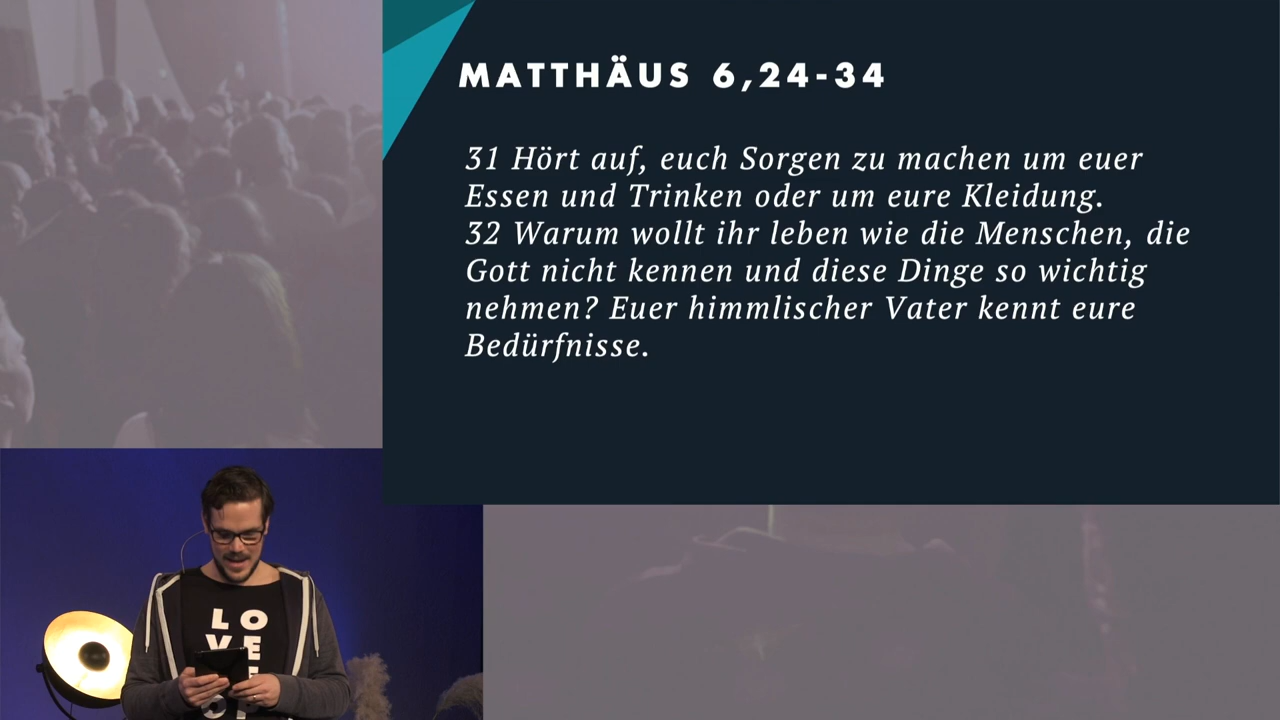 MATTHÄUS 6,24-34
31 Hört auf, euch Sorgen zu machen um euer
Essen und Trinken oder um eure Kleidung.
32 Warum wollt ihr leben wie die Menschen, die
Gott nicht kennen und diese Dinge so wichtig
nehmen? Euer himmlischer Vater kennt eure
Bedürfnisse.
LO
VE